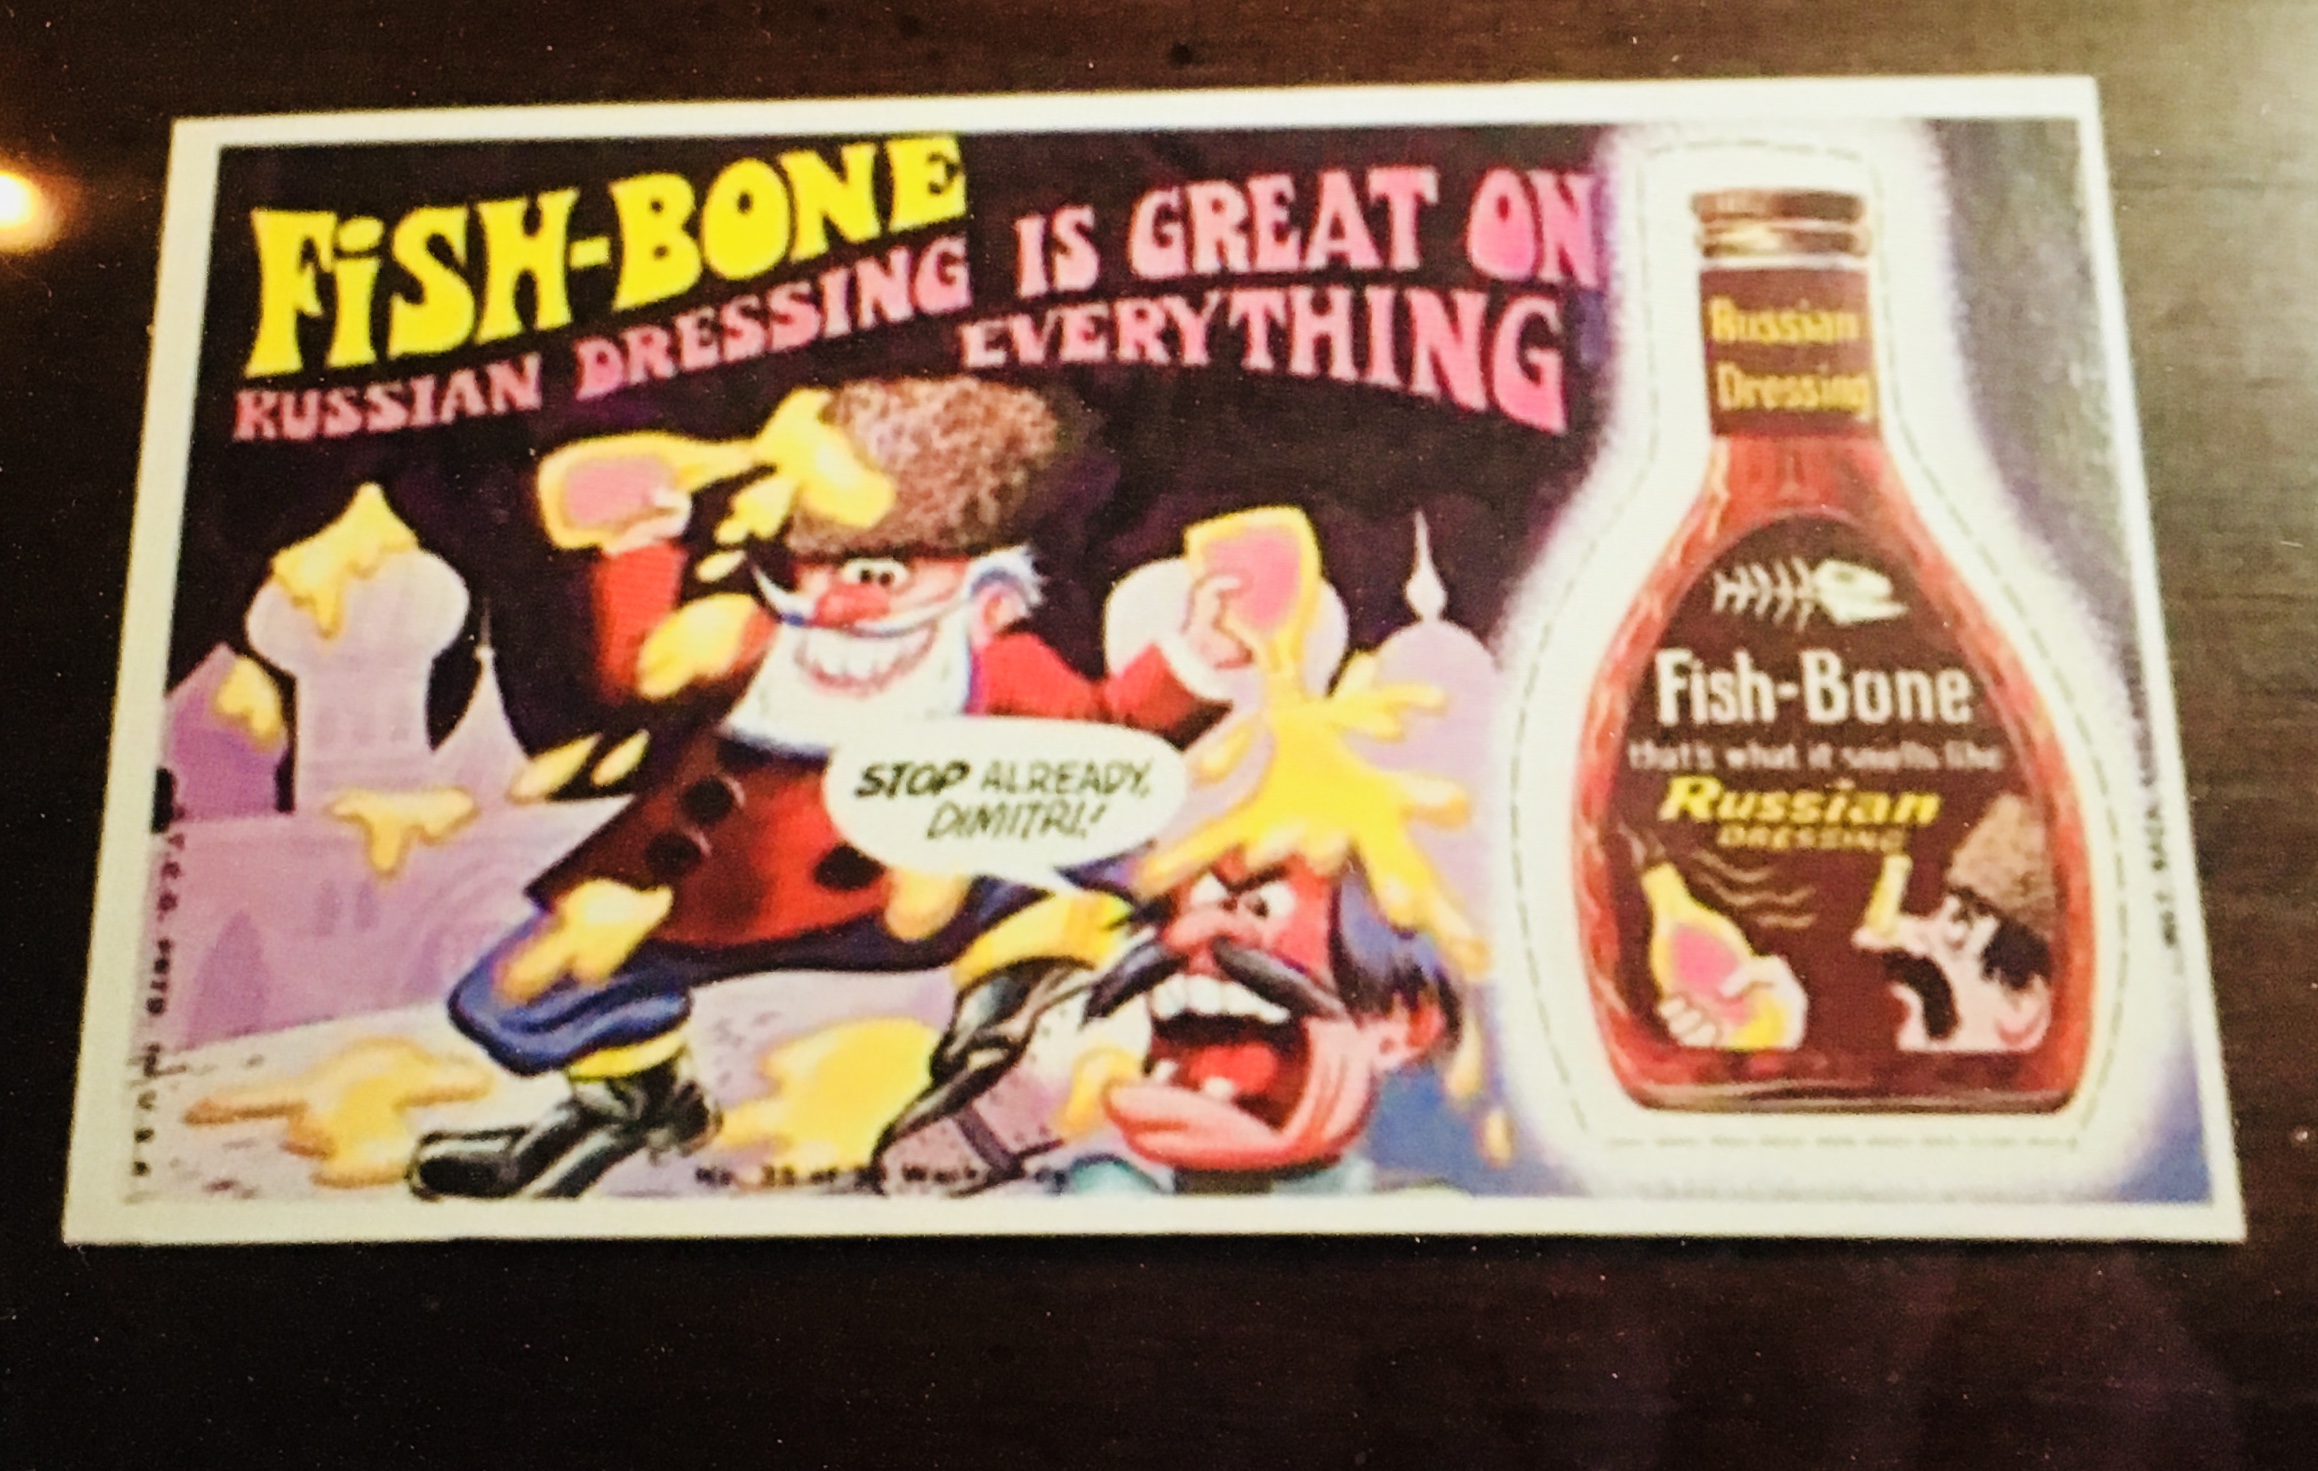 FiSH-BONE
RUSSIAN DRESSING
IS GREAT ON
EVERYTHING
STOP ALREADY,
DIMITRI!
Russian
Dressing
Fish-Bone
that's what it smells like
Russian
DRESSING